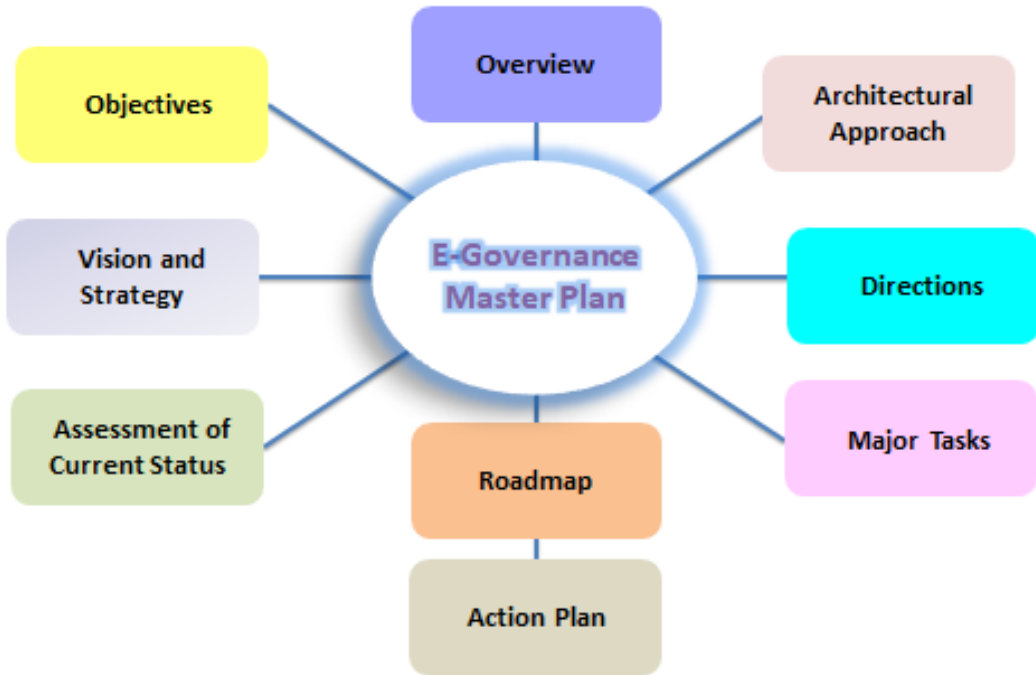 Overview
Objectives
Architectural
Approach
E-Governance
Master Plan
Vision and
Strategy
Directions
Assessment of
Current Status
Major Tasks
Roadmap
Action Plan